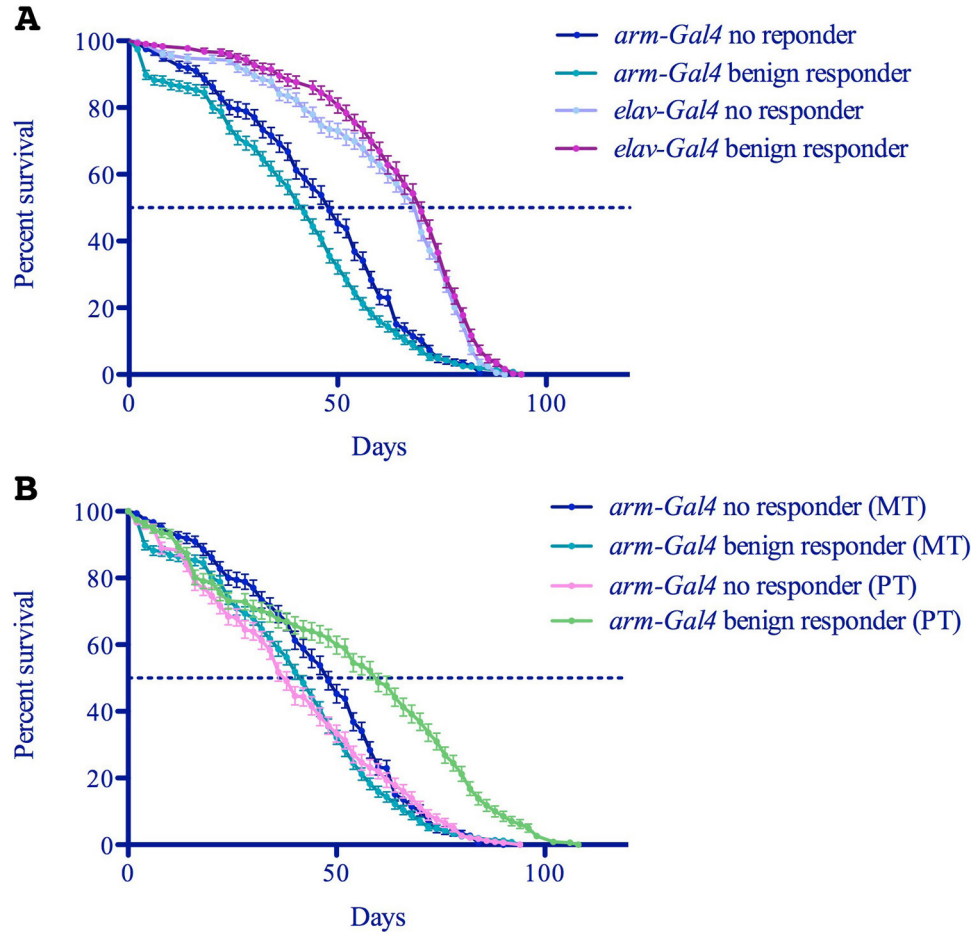 A
100
80
60
40
20
0
Percent survival
0 50 100
Days
arm-Gal4 no reponder
arm-Gal4 benign responder
elav-Gal4 no responder
elav-Gal4 benign responder
B
100
80
60
40
20
0
Percent survival
0 50 100
Days
arm-Gal4 no responder (MT)
arm-Gal4 benign responder (MT)
arm-Gal4 no responder (PT)
arm-Gal4 benign responder (PT)